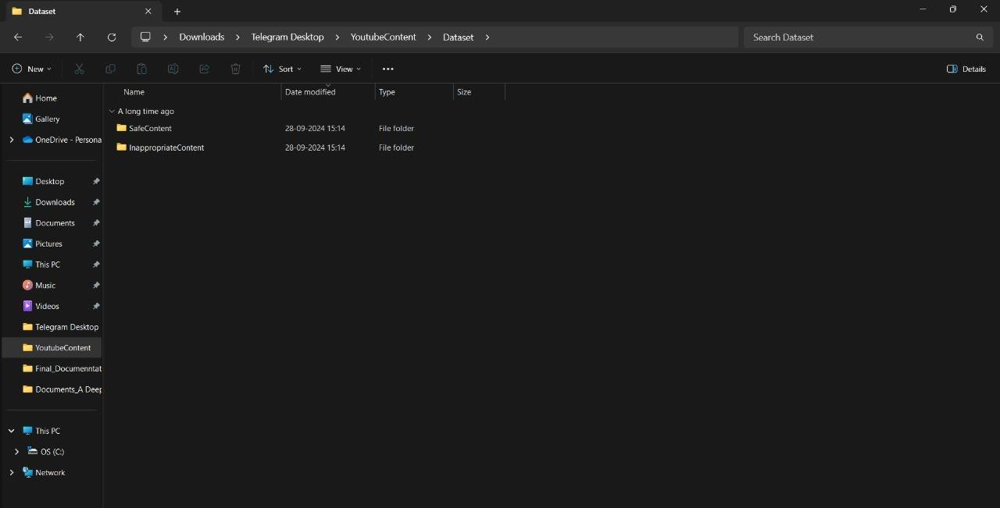 Dataset
Downloads > Telegram Desktop > YoutubeContent > Dataset >
Search Dataset
New
Sort
View
Details
Name Date modified Type Size
A long time ago
SafeContent 28-09-2024 15:14 File folder
InappropriateContent 28-09-2024 15:14 File folder
Home
Gallery
OneDrive - Persona
Desktop
Downloads
Documents
Pictures
This PC
Music
Videos
Telegram Desktop
YoutubeContent
Final_Documenntat
Documents_A Deep
This PC
OS (C:)
Network